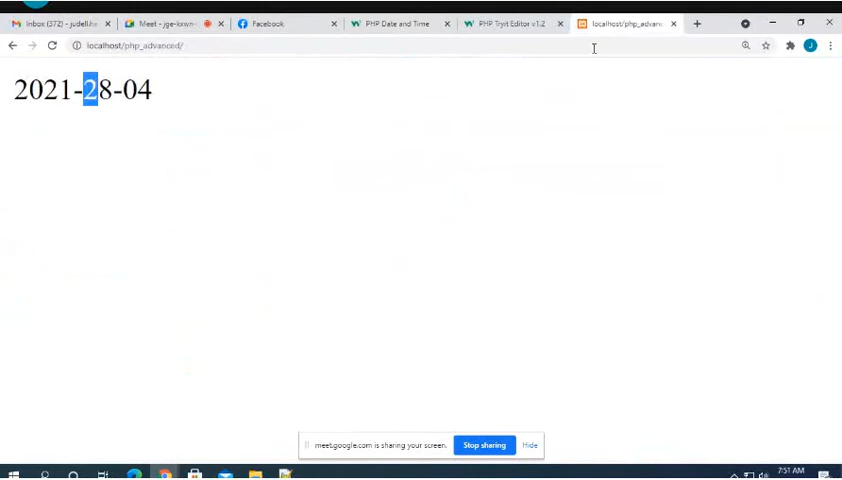 Inbox (372) - judell.he
Meet - jge-kxwn-
Facebook
PHP Date and Time
PHP Tryit Editor v1.2
localhost/php_advanc
localhost/php_advanced/
J
2021-28-04
meet.google.com is sharing your screen.
Stop sharing
Hide
7:51 AM